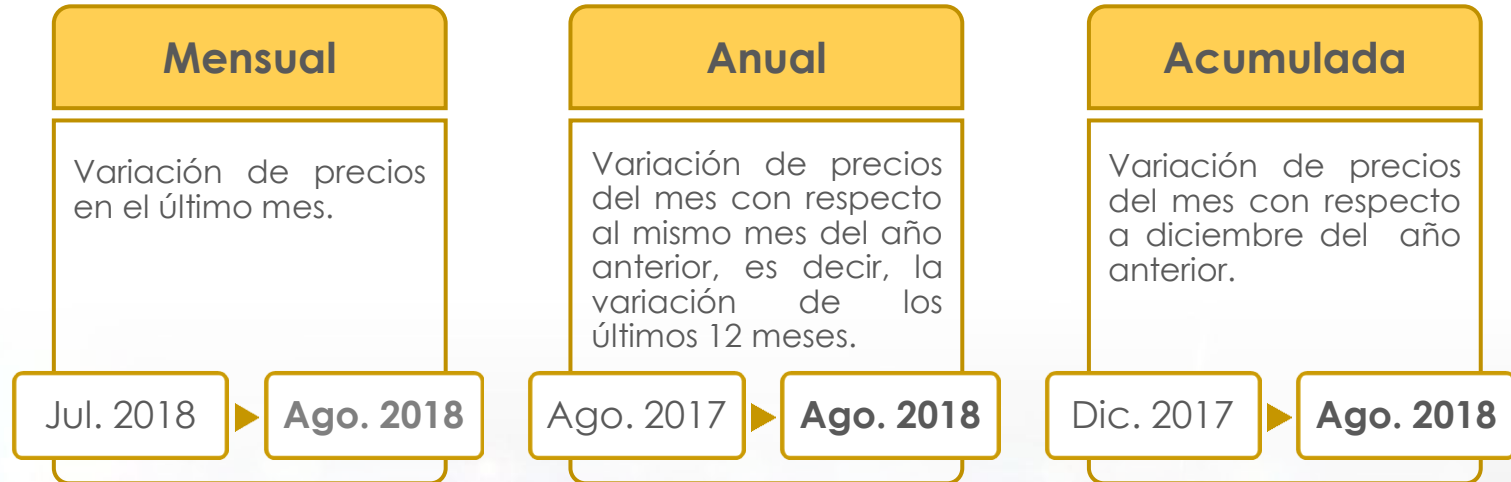 Mensual
Variación de precios
en el último mes.
Jul. 2018
Ago. 2018
Anual
Variación de precios
del mes con respecto
al mismo mes del año
anterior, es decir, la
variación de los
últimos 12 meses.
Ago. 2017
Ago. 2018
Acumulada
Variación de precios
del mes con respecto
a diciembre del año
anterior.
Dic. 2017
Ago. 2018